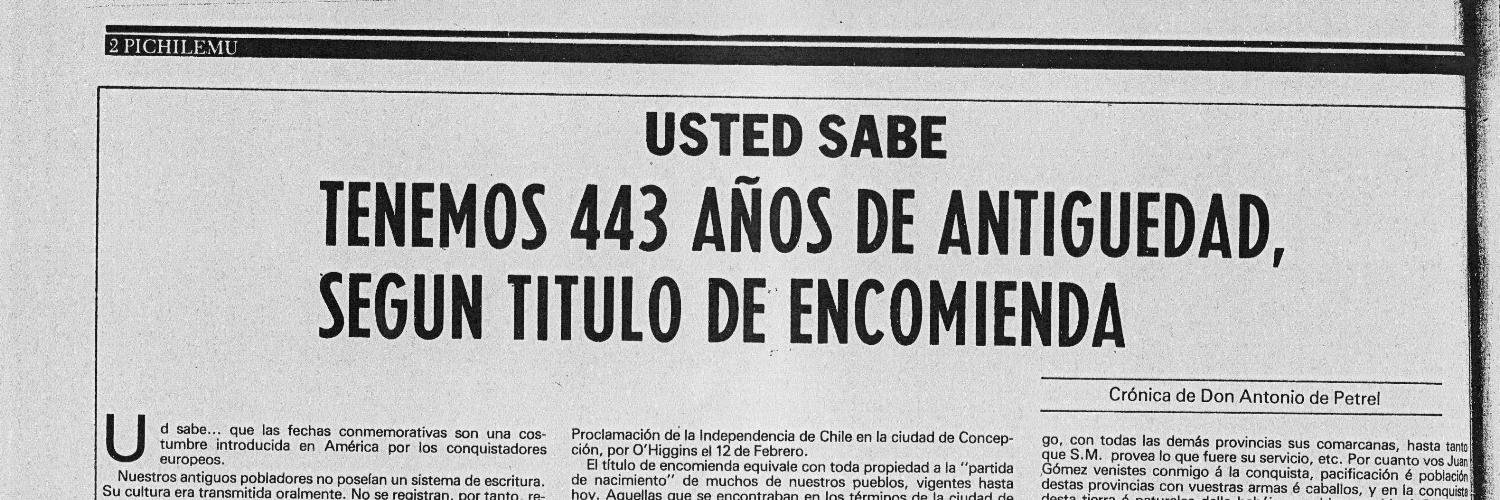 2 PICHILEMU
USTED SABE
TENEMOS 443 AÑOS DE ANTIGUEDAD,
SEGUN TITULO DE ENCOMIENDA
Crónica de Don Antonio de Petrel
Ud sabe... que las fechas conmemorativas son una cos-
tumbre introducida en América por los conquistadores
europeos.
Nuestros antiguos pobladores no poseían un sistema de escritura.
Su cultura era transmitida oralmente. No se registran, por tanto, re-
Proclamación de la Independencia de Chile en la ciudad de Concep-
ción, por O'Higgins el 12 de Febrero.
El título de encomienda equivale con toda propiedad a la "partida
de nacimiento" de muchos de nuestros pueblos, vigentes hasta
hoy. Aquellas que se encontraban en los términos de la ciudad de
go, con todas las demás provincias sus comarcanas, hasta tanto
que S.M. provea lo que fuere su servicio, etc. Por cuanto vos Juan
Gómez venistes conmigo á la conquista, pacificación é población
destas provincias con vuestras armas é caballos, y en la conquista
desta tierra é naturales della